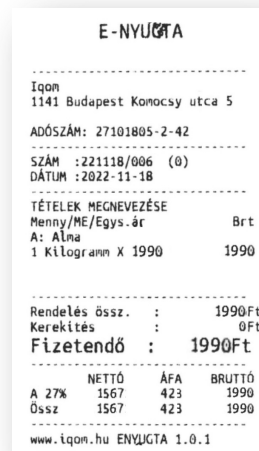 E-NYUGTA
Iqom
1141 Budapest Komocsy utca 5
ADÓSZÁM: 27101805-2-42
SZÁM :221118/006 (0)
DÁTUM :2022-11-18
TÉTELEK MEGNEVEZÉSE
Menny/ME/Egys.ár Brt
A: Alma
1 Kilogramm X 1990 1990
Rendelés össz. : 1990Ft
Kerekítés : 0Ft
Fizetendő : 1990Ft
NETTÓ ÁFA BRUTTÓ
A 27% 1567 423 1990
Össz 1567 423 1990
www.iqom.hu ENYUGTA 1.0.1